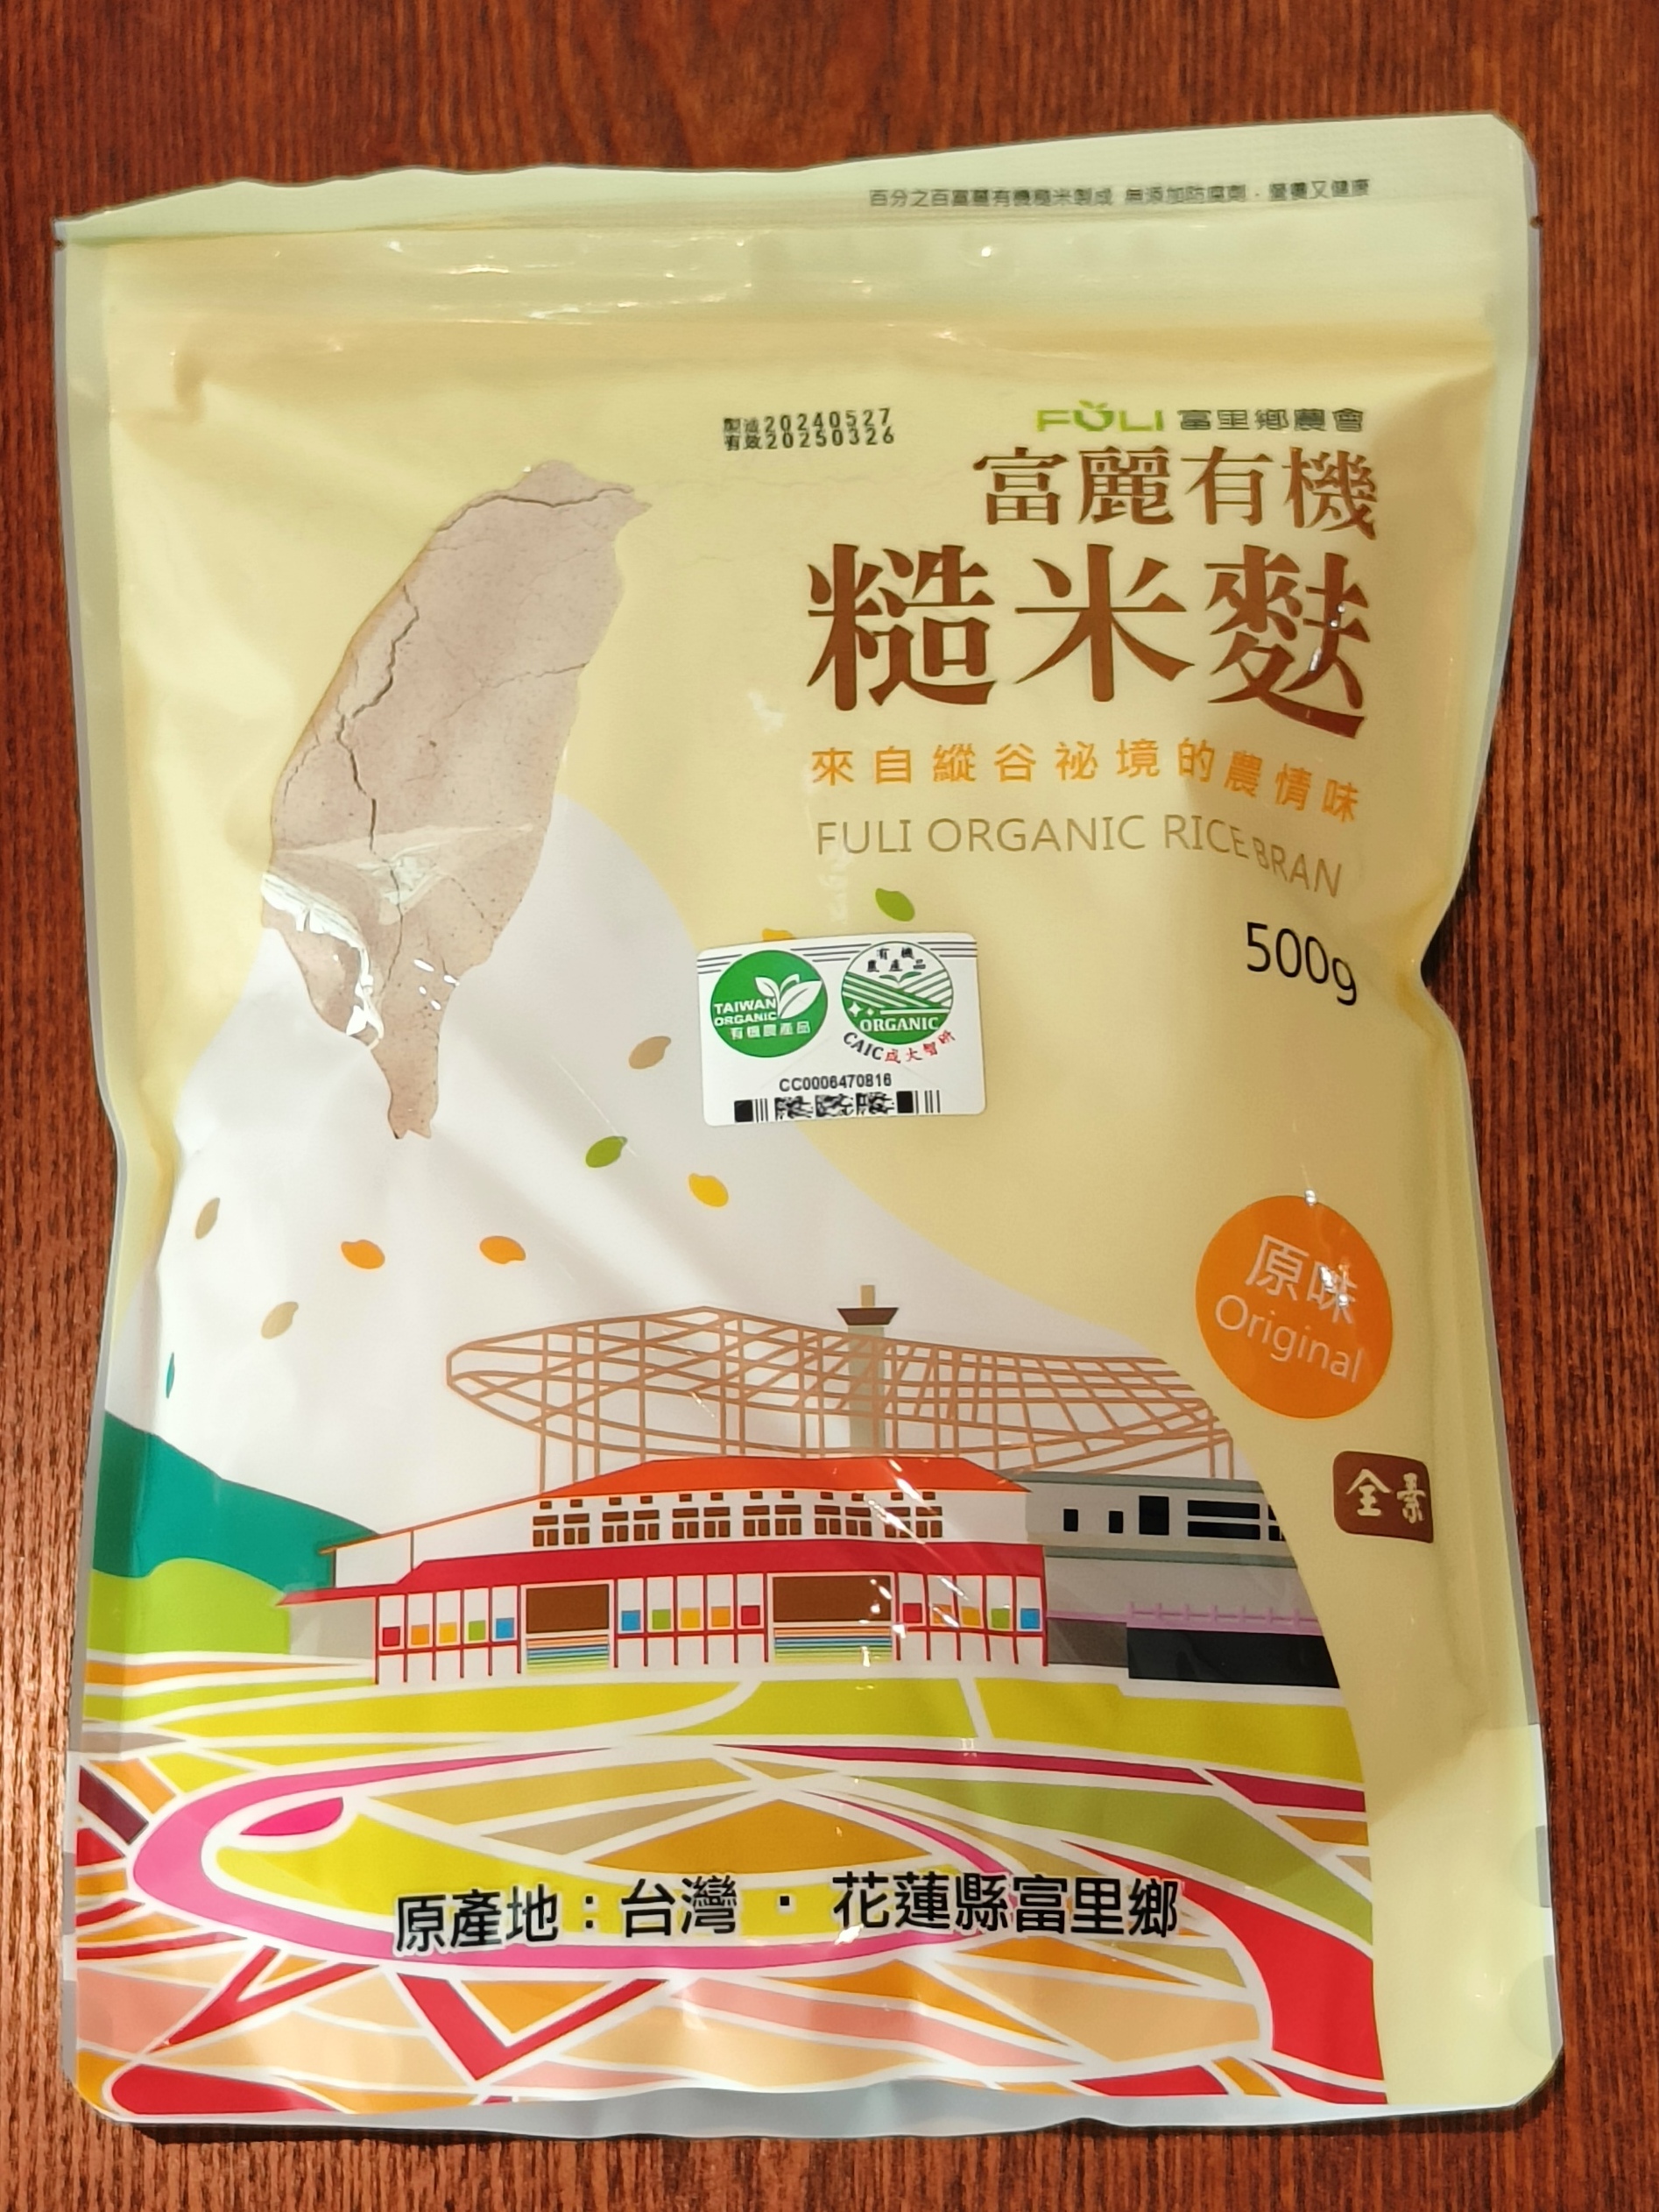 百分之百富麗有機糙米製成 無添加防腐劑，營養又健康
製造20240527
有效20250326
FULI 富里鄉農會
富麗有機
糙米麩
來自縱谷祕境的農情味
FULI ORGANIC RICE BRAN
500g
TAIWAN
ORGANIC
有機農產品
有機
農產品
ORGANIC
CAIC成大智研
CC0006470816
原味
Original
全素
原產地：台灣 · 花蓮縣富里鄉